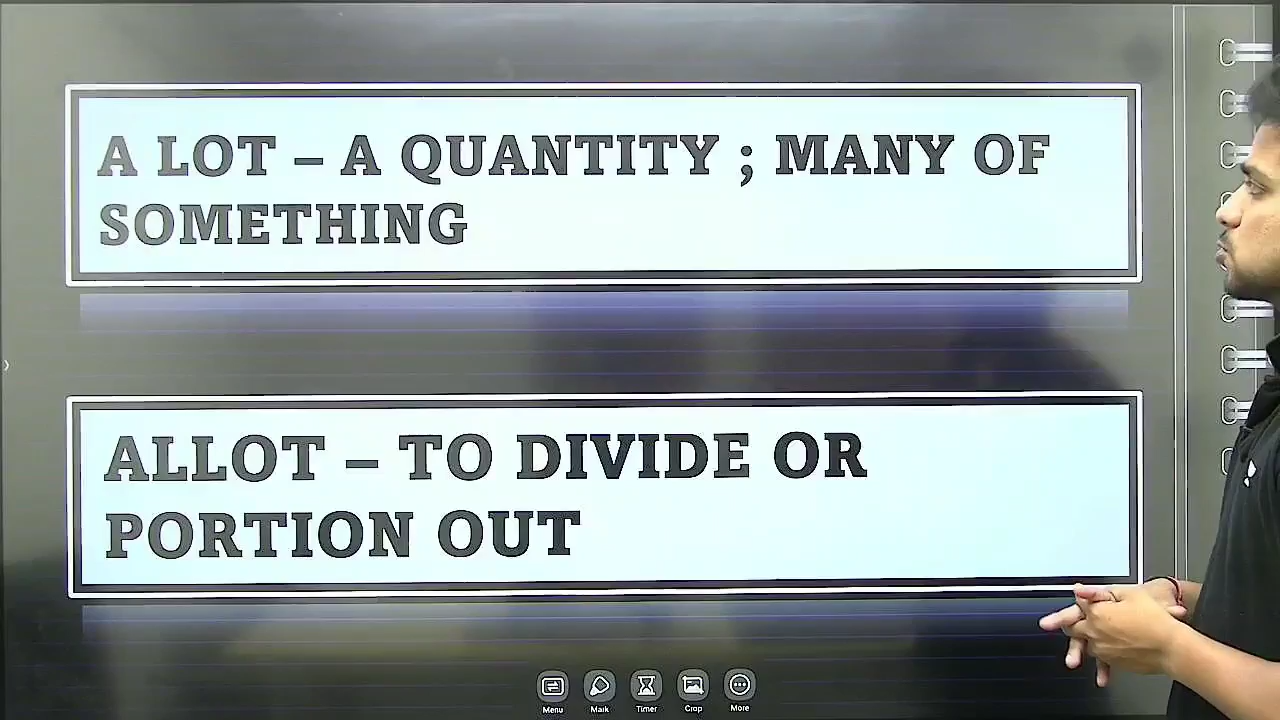 A LOT – A QUANTITY ; MANY OF
SOMETHING
ALLOT – TO DIVIDE OR
PORTION OUT
Menu
Mark
Timer
Crop
More